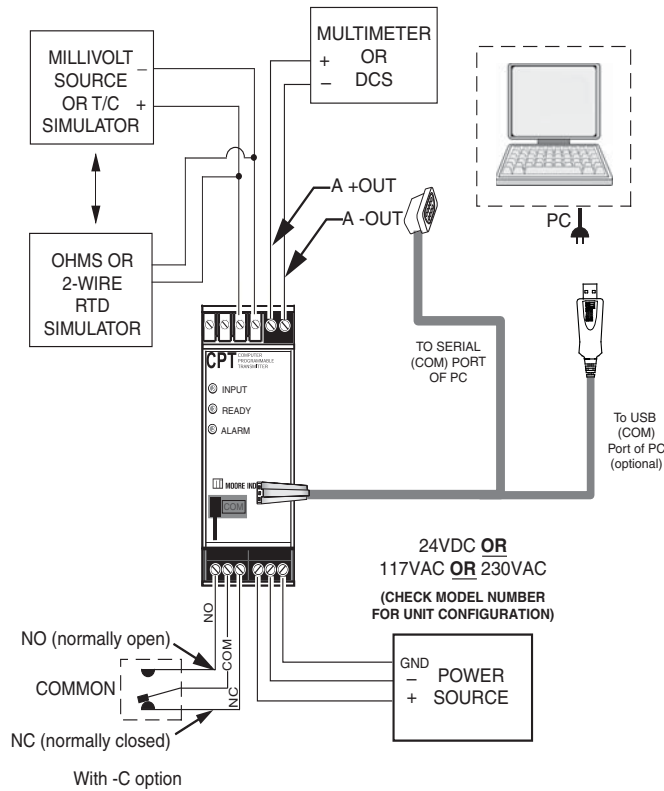 MILLIVOLT
SOURCE
OR T/C
SIMULATOR
–
+
MULTIMETER
OR
DCS
+
–
A +OUT
A -OUT
PC
OHMS OR
2-WIRE
RTD
SIMULATOR
TO SERIAL
(COM) PORT
OF PC
CPT
COMPUTER
PROGRAMMABLE
TRANSMITTER
INPUT
READY
ALARM
To USB
(COM)
Port of PC
(optional)
MOORE IND
COM
24VDC OR
117VAC OR 230VAC
(CHECK MODEL NUMBER
FOR UNIT CONFIGURATION)
NO
COM
NC
NO (normally open)
COMMON
NC (normally closed)
GND
–
+
POWER
SOURCE
With -C option